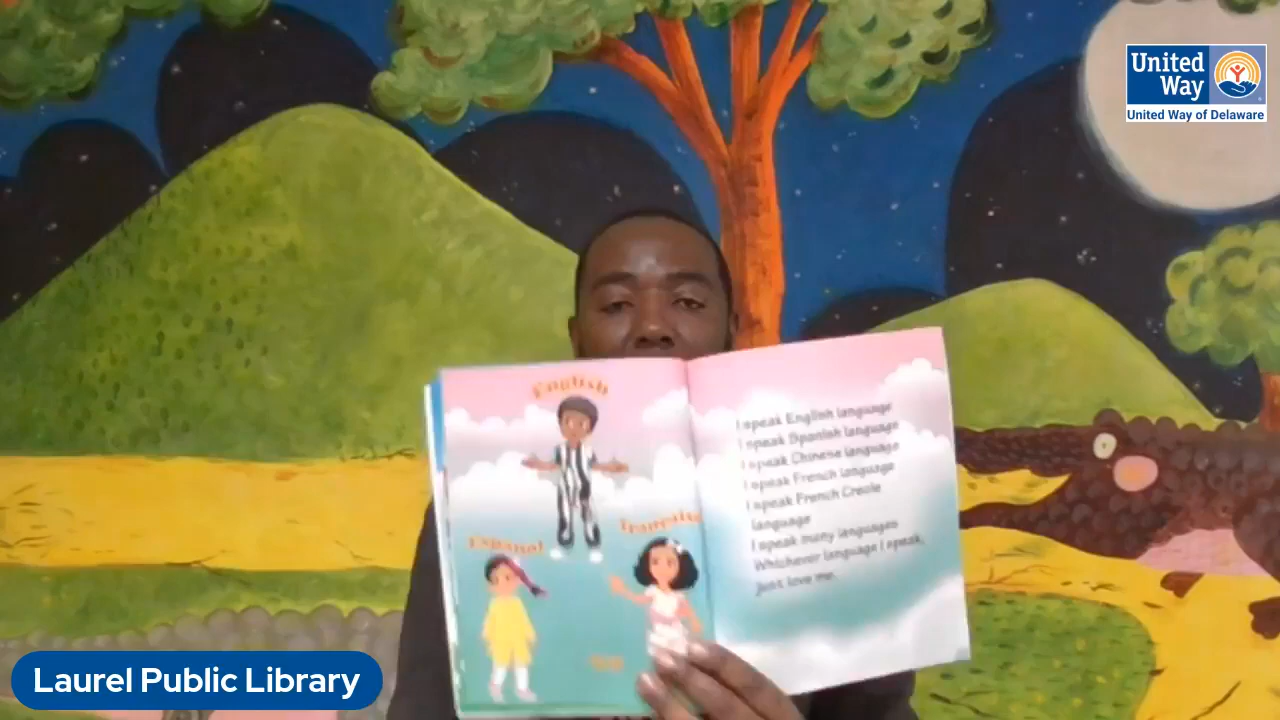 United
Way
United Way of Delaware
English
Español
Française
I speak English language
I speak Spanish language
I speak Chinese language
I speak French language
I speak French Creole
language
I speak many languages
Whichever language I speak,
just love me.
Laurel Public Library